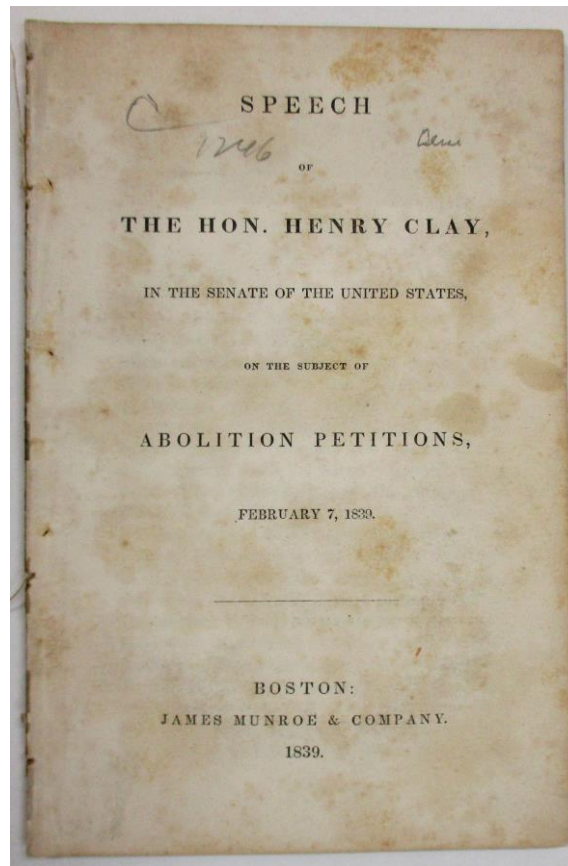 SPEECH
1246
OF
THE HON. HENRY CLAY,
IN THE SENATE OF THE UNITED STATES,
ON THE SUBJECT OF
ABOLITION PETITIONS,
FEBRUARY 7, 1839.
BOSTON:
JAMES MUNROE & COMPANY.
1839.